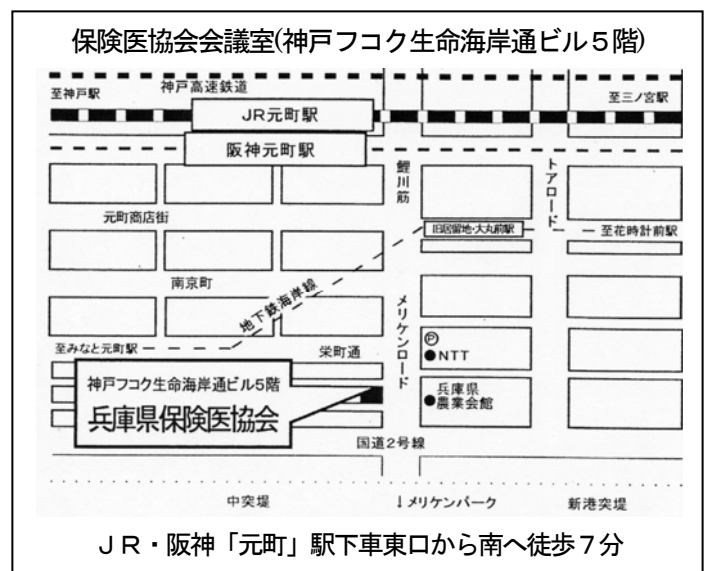 保険医協会会議室(神戸フコク生命海岸通ビル５階)
神戸高速鉄道
至神戸駅
至三ノ宮駅
JR元町駅
阪神元町駅
鯉川筋
トアロード
元町商店街
旧居留地・大丸前駅
至花時計前駅
南京町
地下鉄海岸線
メリケンロード
至みなと元町駅
栄町通
Ⓟ
●NTT
神戸フコク生命海岸通ビル5階
兵庫県保険医協会
兵庫県
●農業会館
国道2号線
中突堤
↓メリケンパーク
新港突堤
ＪＲ・阪神「元町」駅下車東口から南へ徒歩７分